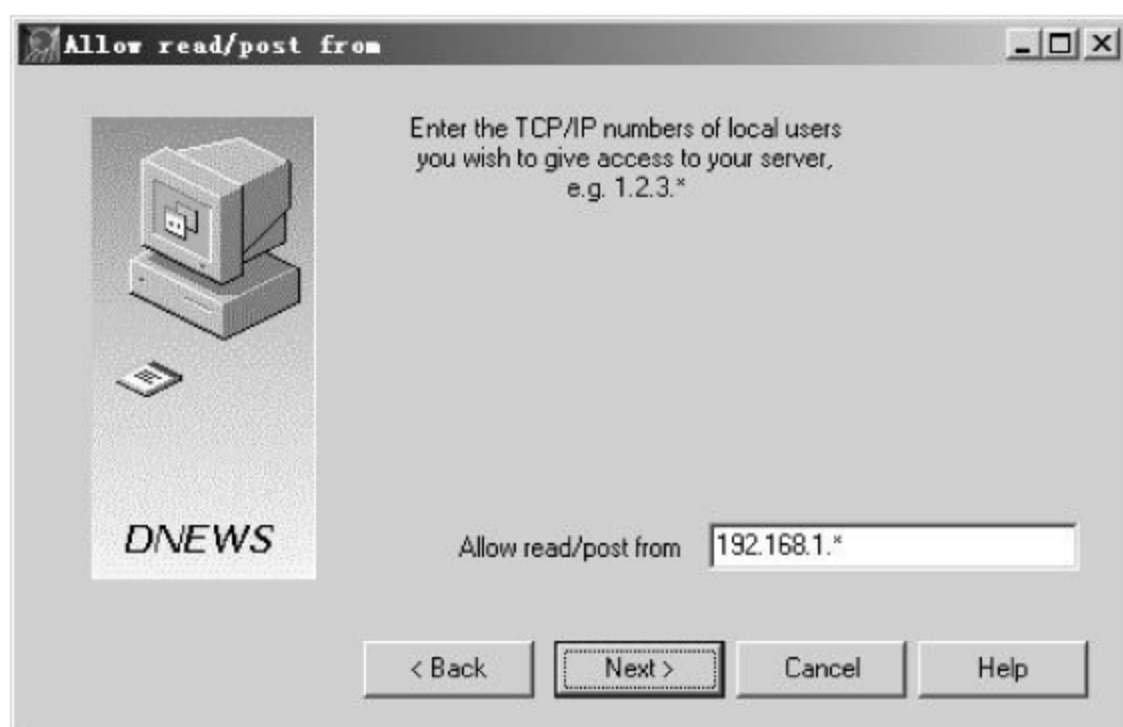 Allow read/post from
Enter the TCP/IP numbers of local users
you wish to give access to your server,
e.g. 1.2.3.*
DNEWS
Allow read/post from 192.168.1.*
< Back Next > Cancel Help